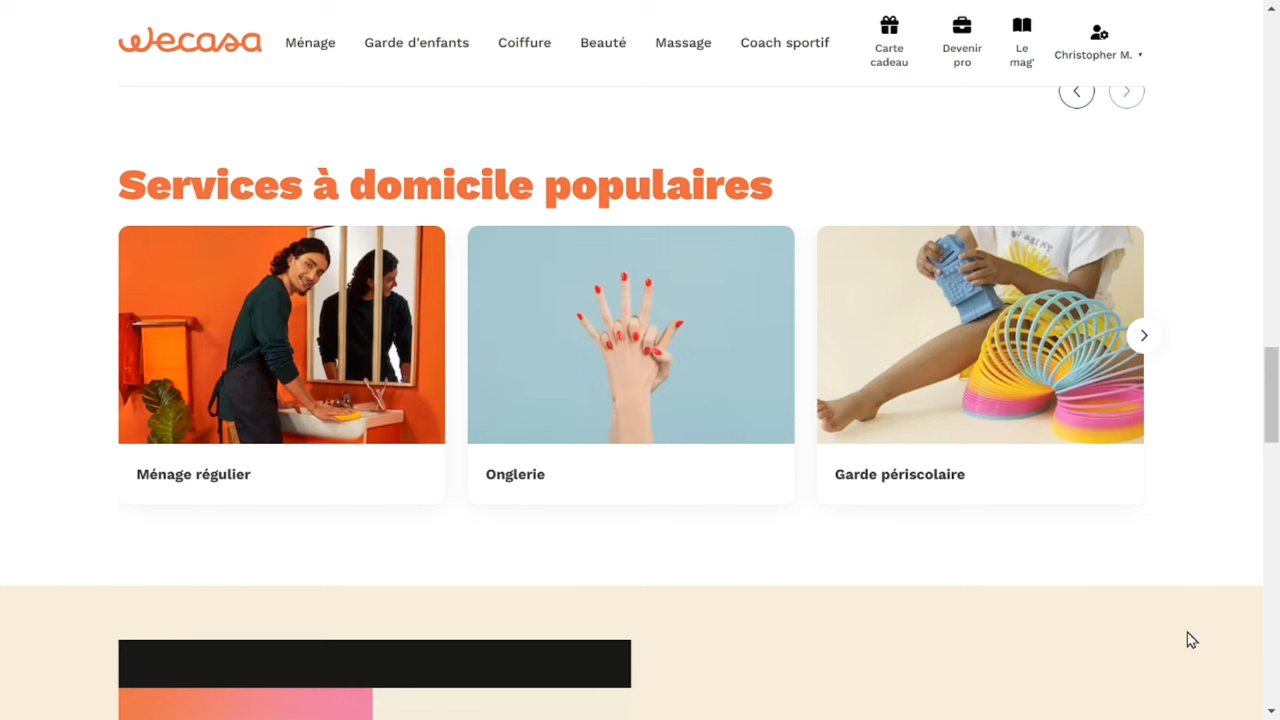 wecasa
Ménage
Garde d'enfants
Coiffure
Beauté
Massage
Coach sportif
Carte
cadeau
Devenir
pro
Le
mag'
Christopher M.
Services à domicile populaires
Ménage régulier
Onglerie
Garde périscolaire